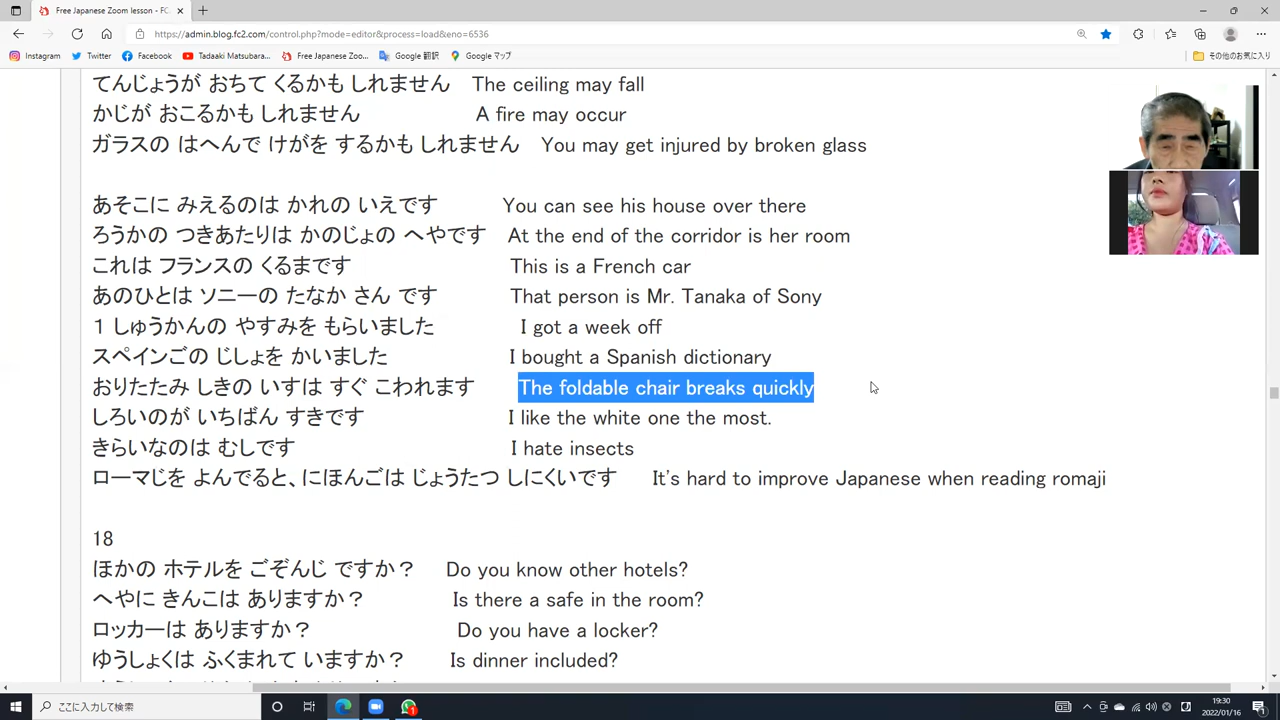 Free Japanese Zoom lesson - FC2
https://admin.blog.fc2.com/control.php?mode=editor&process=load&eno=6536
Instagram Twitter Facebook Tadaaki Matsubara... Free Japanese Zoo... Google 翻訳 Google マップ その他のお気に入り
てんじょうが おちて くるかも しれません The ceiling may fall
かじが おこるかも しれません A fire may occur
ガラスの はへんで けがを するかも しれません You may get injured by broken glass
あそこに みえるのは かれの いえです You can see his house over there
ろうかの つきあたりは かのじょの へやです At the end of the corridor is her room
これは フランスの くるまです This is a French car
あのひとは ソニーの たなか さん です That person is Mr. Tanaka of Sony
1 しゅうかんの やすみを もらいました I got a week off
スペインごの じしょを かいました I bought a Spanish dictionary
おりたたみ しきの いすは すぐ こわれます The foldable chair breaks quickly
しろいのが いちばん すきです I like the white one the most.
きらいなのは むしです I hate insects
ローマじを よんでると、にほんごは じょうたつ しにくいです It's hard to improve Japanese when reading romaji
18
ほかの ホテルを ごぞんじ ですか？ Do you know other hotels?
へやに きんこは ありますか？ Is there a safe in the room?
ロッカーは ありますか？ Do you have a locker?
ゆうしょくは ふくまれて いますか？ Is dinner included?
ここに入力して検索
19:30
2022/01/16